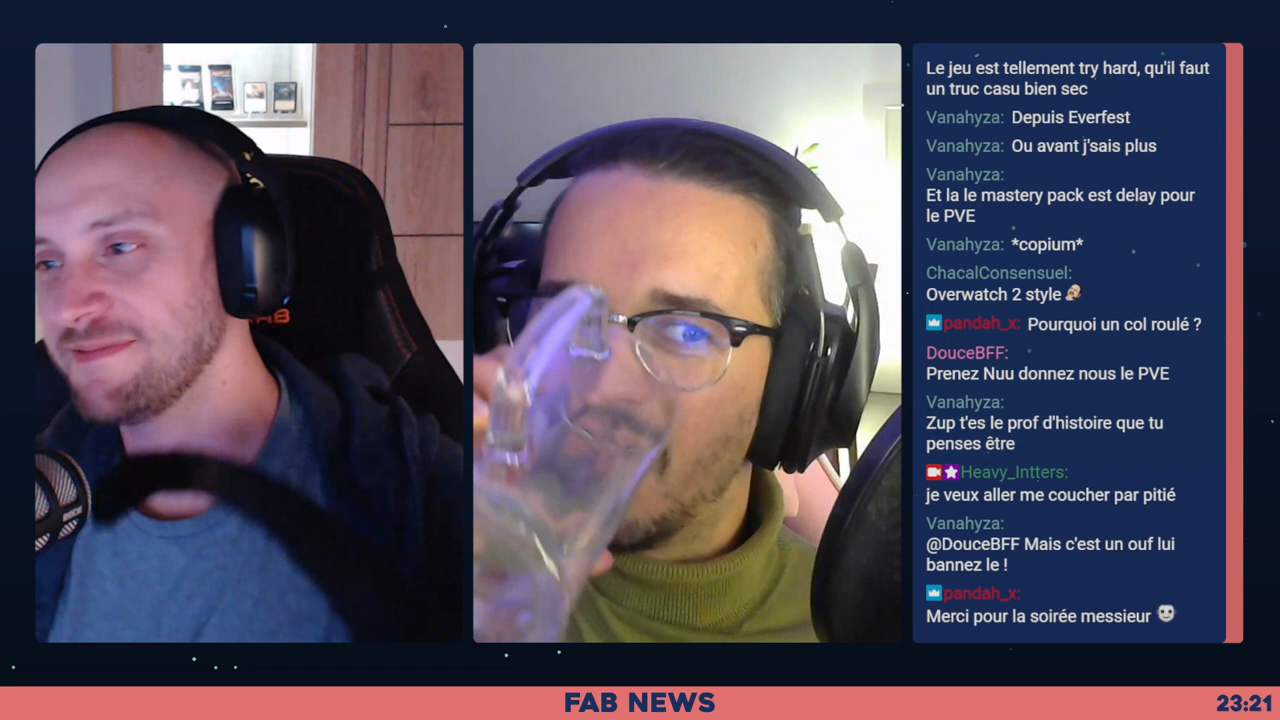 Le jeu est tellement try hard, qu'il faut
un truc casu bien sec
Vanahyza: Depuis Everfest
Vanahyza: Ou avant j'sais plus
Vanahyza:
Et la le mastery pack est delay pour
le PVE
Vanahyza: *copium*
ChacalConsensuel:
Overwatch 2 style
pandah_x: Pourquoi un col roulé ?
DouceBFF:
Prenez Nuu donnez nous le PVE
Vanahyza:
Zup t'es le prof d'histoire que tu
penses être
Heavy_Intters:
je veux aller me coucher par pitié
Vanahyza:
@DouceBFF Mais c'est un ouf lui
bannez le !
pandah_x:
Merci pour la soirée messieur
FAB NEWS
23:21